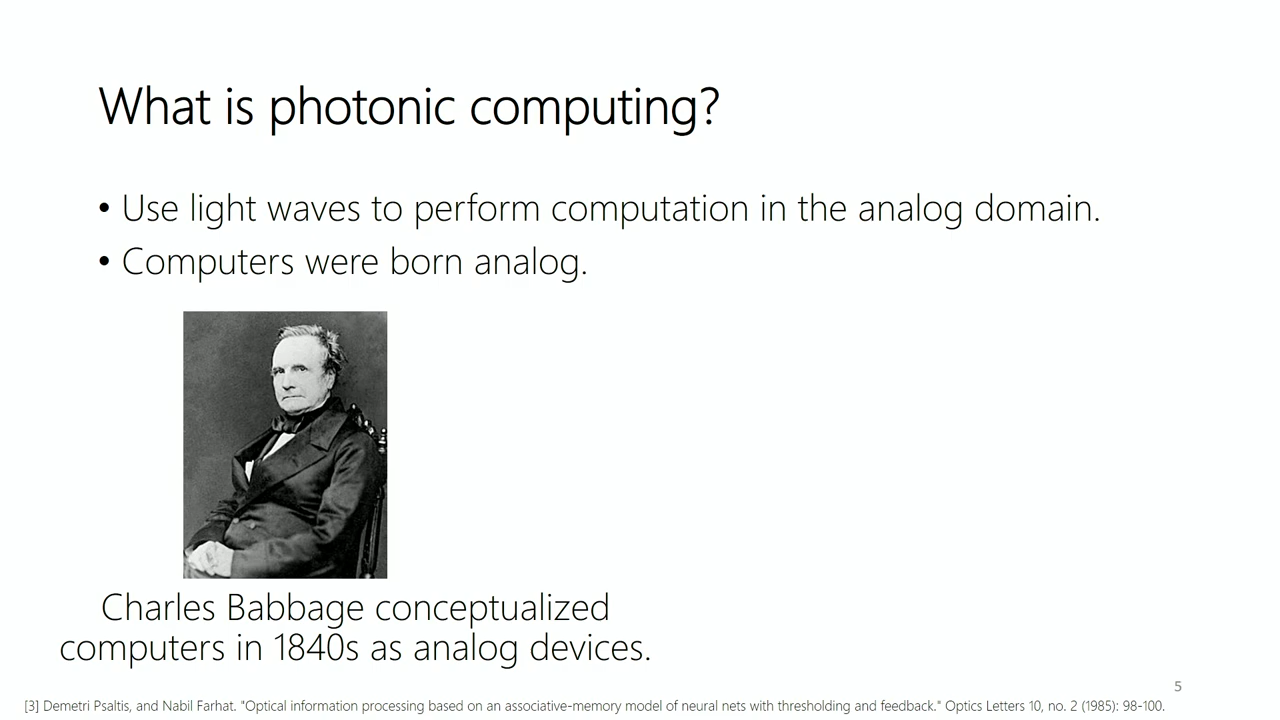 What is photonic computing?
• Use light waves to perform computation in the analog domain.
• Computers were born analog.
Charles Babbage conceptualized
computers in 1840s as analog devices.
5
[3] Demetri Psaltis, and Nabil Farhat. "Optical information processing based on an associative-memory model of neural nets with thresholding and feedback." Optics Letters 10, no. 2 (1985): 98-100.